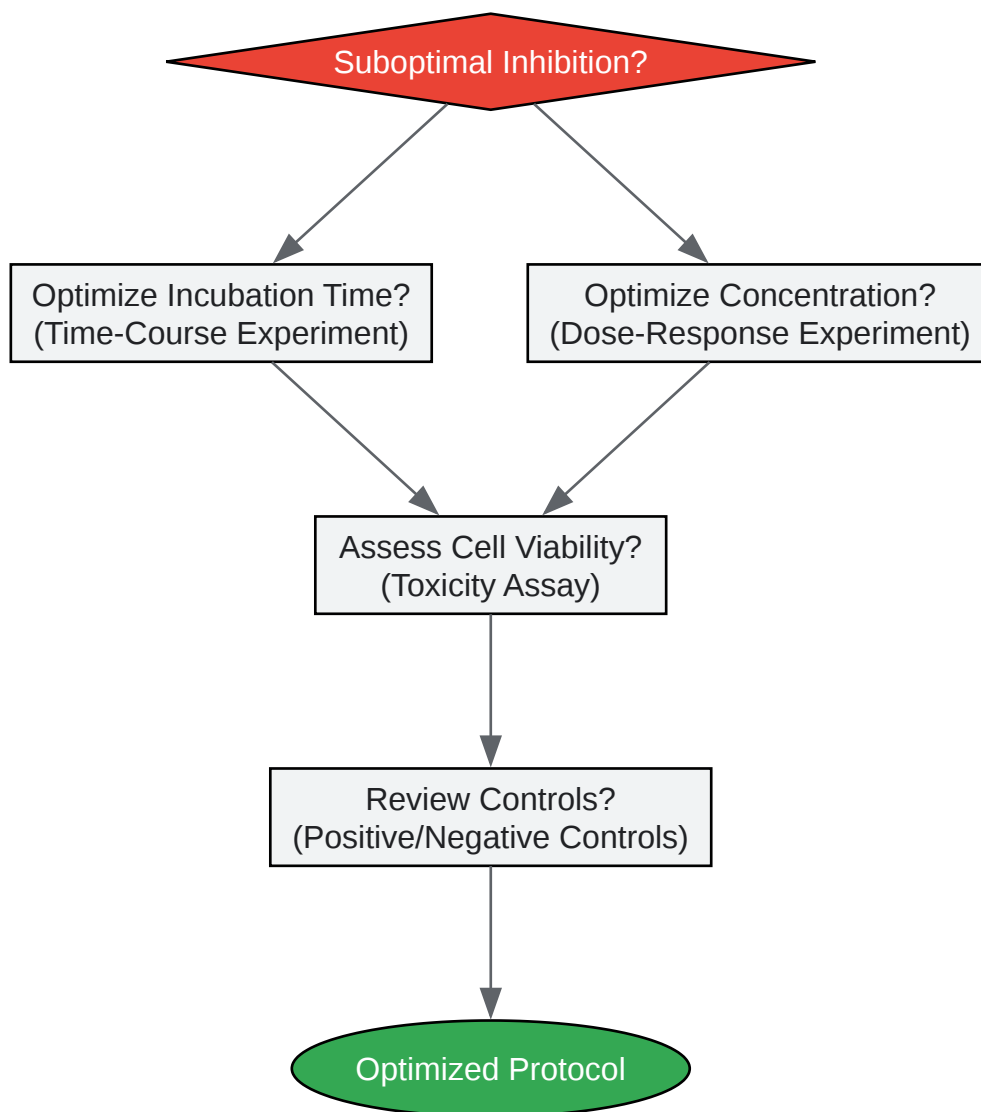 Suboptimal Inhibition?
Optimize Incubation Time?
(Time-Course Experiment)
Optimize Concentration?
(Dose-Response Experiment)
Assess Cell Viability?
(Toxicity Assay)
Review Controls?
(Positive/Negative Controls)
Optimized Protocol